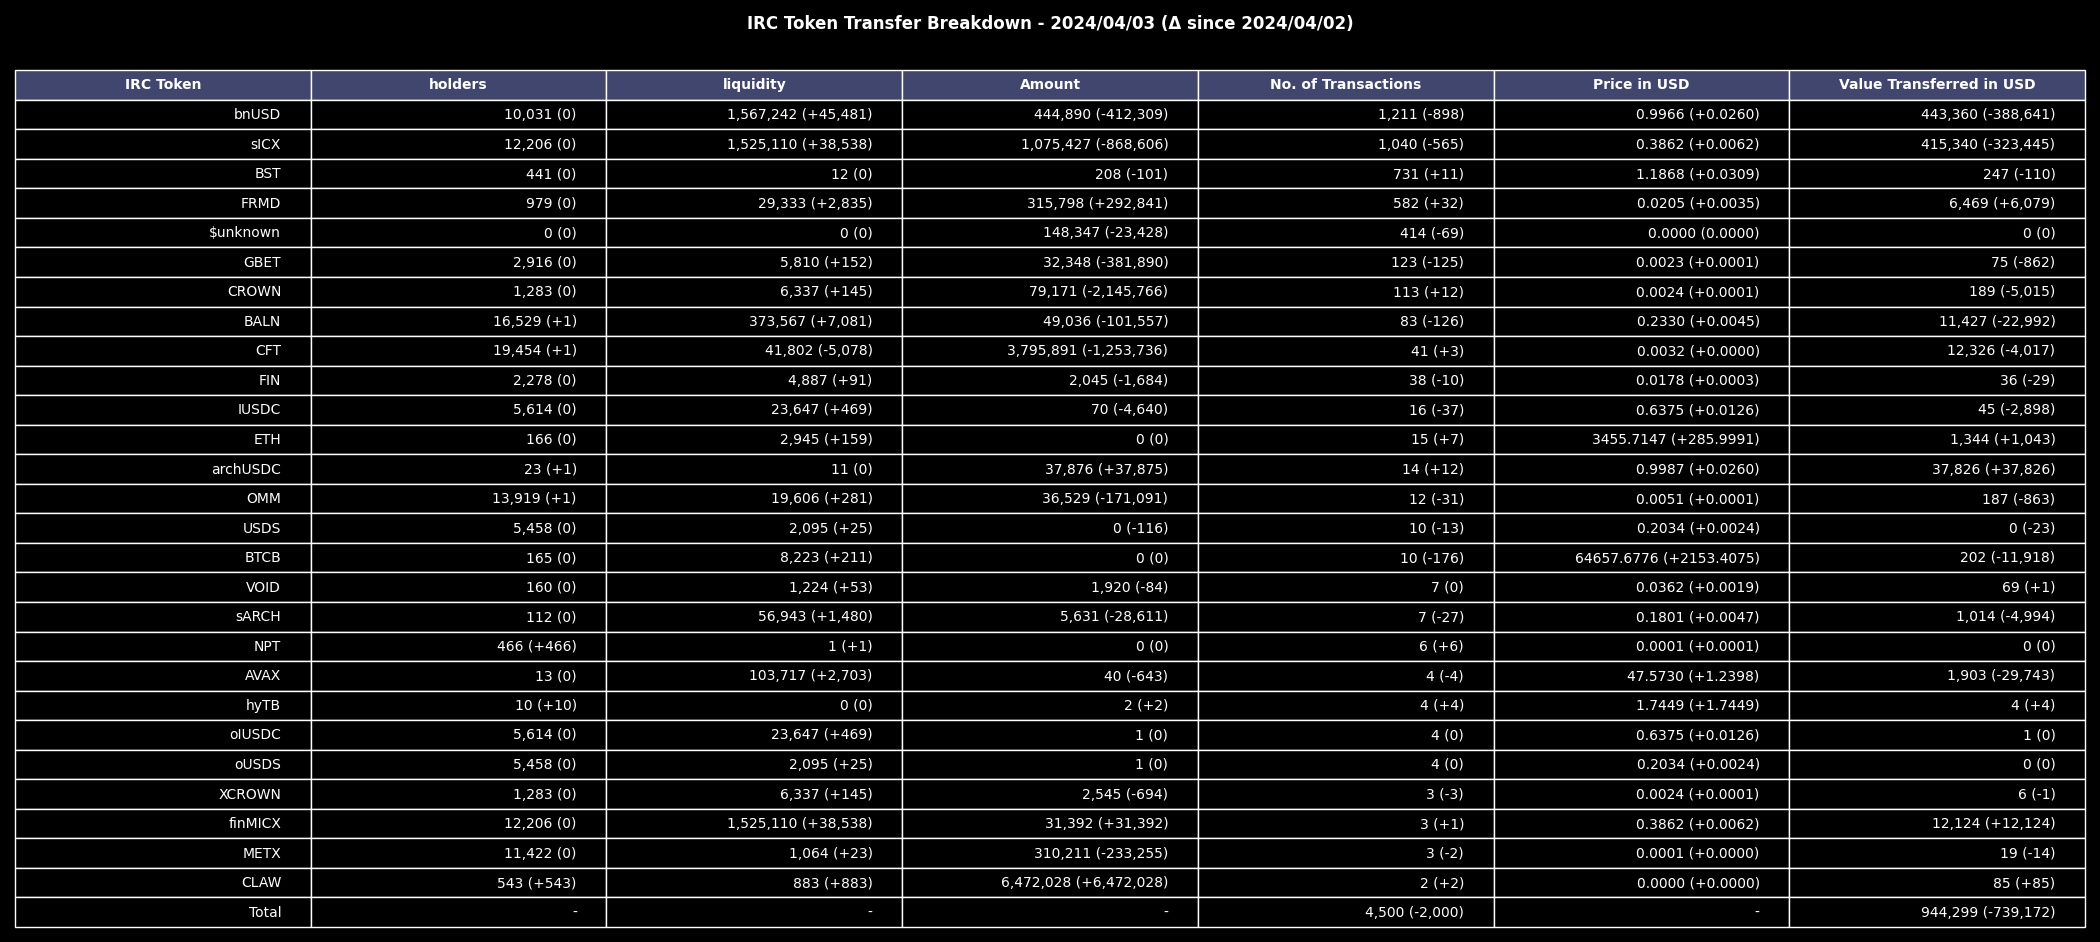 IRC Token Transfer Breakdown - 2024/04/03 (Δ since 2024/04/02)
IRC Token holders liquidity Amount No. of Transactions Price in USD Value Transferred in USD
bnUSD 10,031 (0) 1,567,242 (+45,481) 444,890 (-412,309) 1,211 (-898) 0.9966 (+0.0260) 443,360 (-388,641)
sICX 12,206 (0) 1,525,110 (+38,538) 1,075,427 (-868,606) 1,040 (-565) 0.3862 (+0.0062) 415,340 (-323,445)
BST 441 (0) 12 (0) 208 (-101) 731 (+11) 1.1868 (+0.0309) 247 (-110)
FRMD 979 (0) 29,333 (+2,835) 315,798 (+292,841) 582 (+32) 0.0205 (+0.0035) 6,469 (+6,079)
$unknown 0 (0) 0 (0) 148,347 (-23,428) 414 (-69) 0.0000 (0.0000) 0 (0)
GBET 2,916 (0) 5,810 (+152) 32,348 (-381,890) 123 (-125) 0.0023 (+0.0001) 75 (-862)
CROWN 1,283 (0) 6,337 (+145) 79,171 (-2,145,766) 113 (+12) 0.0024 (+0.0001) 189 (-5,015)
BALN 16,529 (+1) 373,567 (+7,081) 49,036 (-101,557) 83 (-126) 0.2330 (+0.0045) 11,427 (-22,992)
CFT 19,454 (+1) 41,802 (-5,078) 3,795,891 (-1,253,736) 41 (+3) 0.0032 (+0.0000) 12,326 (-4,017)
FIN 2,278 (0) 4,887 (+91) 2,045 (-1,684) 38 (-10) 0.0178 (+0.0003) 36 (-29)
IUSDC 5,614 (0) 23,647 (+469) 70 (-4,640) 16 (-37) 0.6375 (+0.0126) 45 (-2,898)
ETH 166 (0) 2,945 (+159) 0 (0) 15 (+7) 3455.7147 (+285.9991) 1,344 (+1,043)
archUSDC 23 (+1) 11 (0) 37,876 (+37,875) 14 (+12) 0.9987 (+0.0260) 37,826 (+37,826)
OMM 13,919 (+1) 19,606 (+281) 36,529 (-171,091) 12 (-31) 0.0051 (+0.0001) 187 (-863)
USDS 5,458 (0) 2,095 (+25) 0 (-116) 10 (-13) 0.2034 (+0.0024) 0 (-23)
BTCB 165 (0) 8,223 (+211) 0 (0) 10 (-176) 64657.6776 (+2153.4075) 202 (-11,918)
VOID 160 (0) 1,224 (+53) 1,920 (-84) 7 (0) 0.0362 (+0.0019) 69 (+1)
sARCH 112 (0) 56,943 (+1,480) 5,631 (-28,611) 7 (-27) 0.1801 (+0.0047) 1,014 (-4,994)
NPT 466 (+466) 1 (+1) 0 (0) 6 (+6) 0.0001 (+0.0001) 0 (0)
AVAX 13 (0) 103,717 (+2,703) 40 (-643) 4 (-4) 47.5730 (+1.2398) 1,903 (-29,743)
hyTB 10 (+10) 0 (0) 2 (+2) 4 (+4) 1.7449 (+1.7449) 4 (+4)
oIUSDC 5,614 (0) 23,647 (+469) 1 (0) 4 (0) 0.6375 (+0.0126) 1 (0)
oUSDS 5,458 (0) 2,095 (+25) 1 (0) 4 (0) 0.2034 (+0.0024) 0 (0)
XCROWN 1,283 (0) 6,337 (+145) 2,545 (-694) 3 (-3) 0.0024 (+0.0001) 6 (-1)
finMICX 12,206 (0) 1,525,110 (+38,538) 31,392 (+31,392) 3 (+1) 0.3862 (+0.0062) 12,124 (+12,124)
METX 11,422 (0) 1,064 (+23) 310,211 (-233,255) 3 (-2) 0.0001 (+0.0000) 19 (-14)
CLAW 543 (+543) 883 (+883) 6,472,028 (+6,472,028) 2 (+2) 0.0000 (+0.0000) 85 (+85)
Total - - - 4,500 (-2,000) - 944,299 (-739,172)